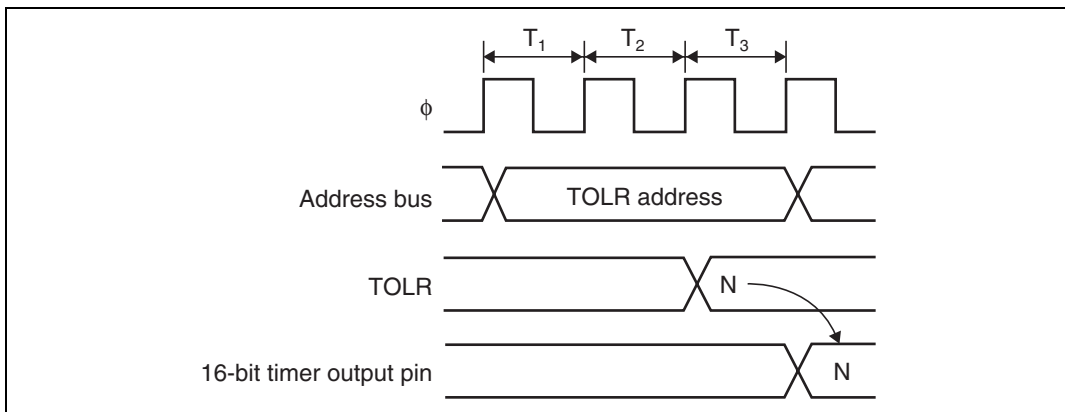 T₁ T₂ T₃
φ
Address bus TOLR address
TOLR N
16-bit timer output pin N